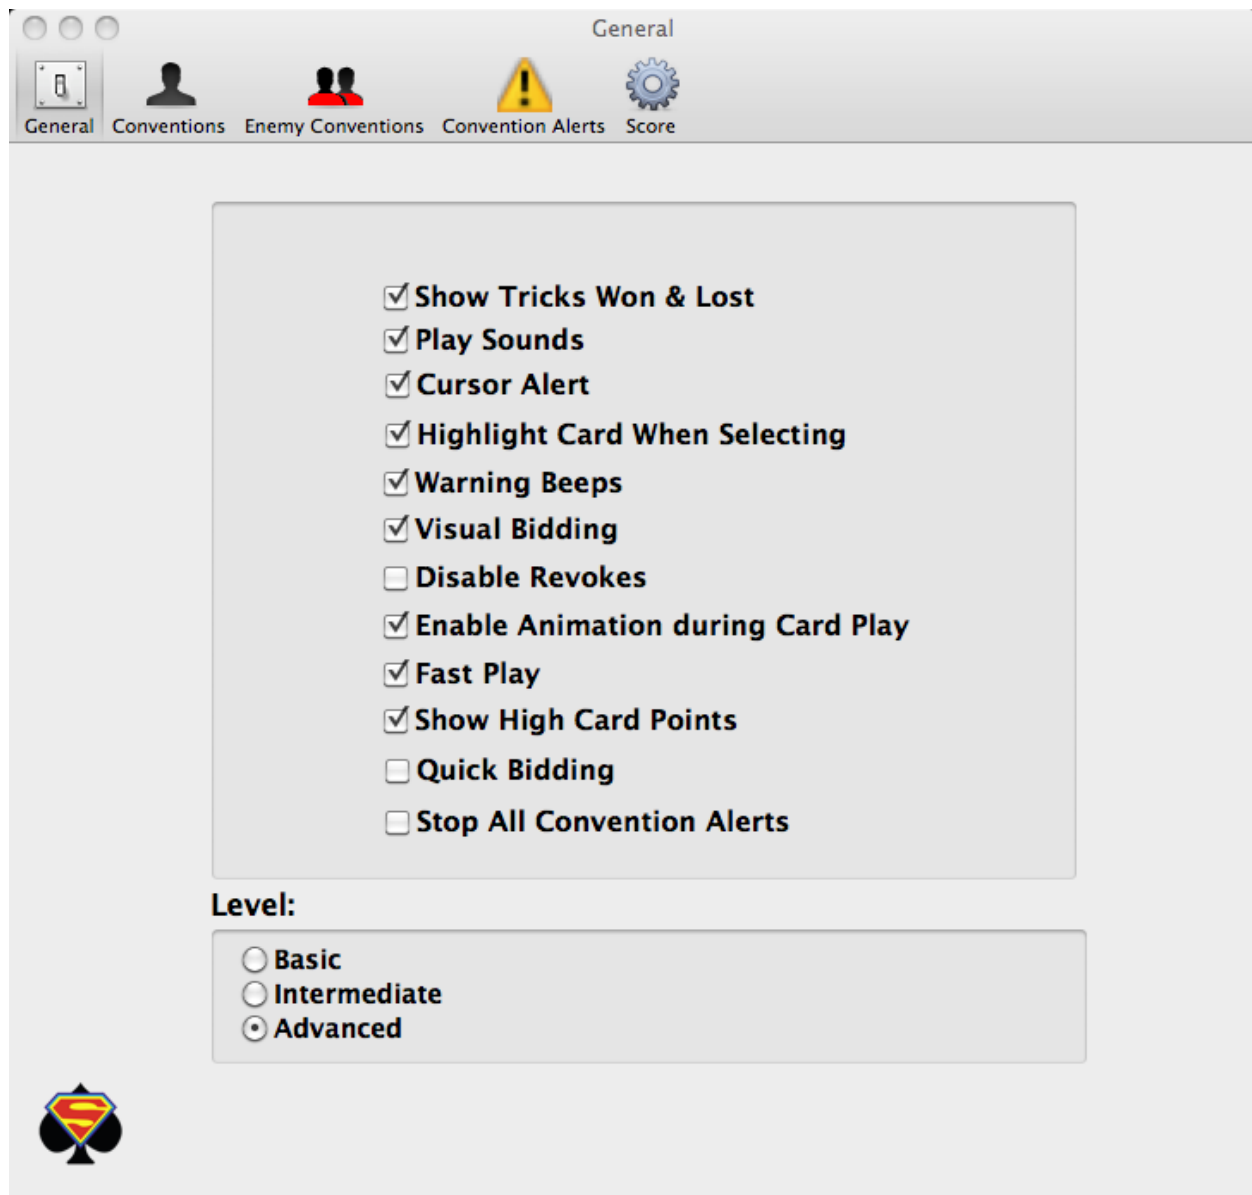 General
General Conventions Enemy Conventions Convention Alerts Score
Show Tricks Won & Lost
Play Sounds
Cursor Alert
Highlight Card When Selecting
Warning Beeps
Visual Bidding
Disable Revokes
Enable Animation during Card Play
Fast Play
Show High Card Points
Quick Bidding
Stop All Convention Alerts
Level:
Basic
Intermediate
Advanced
S